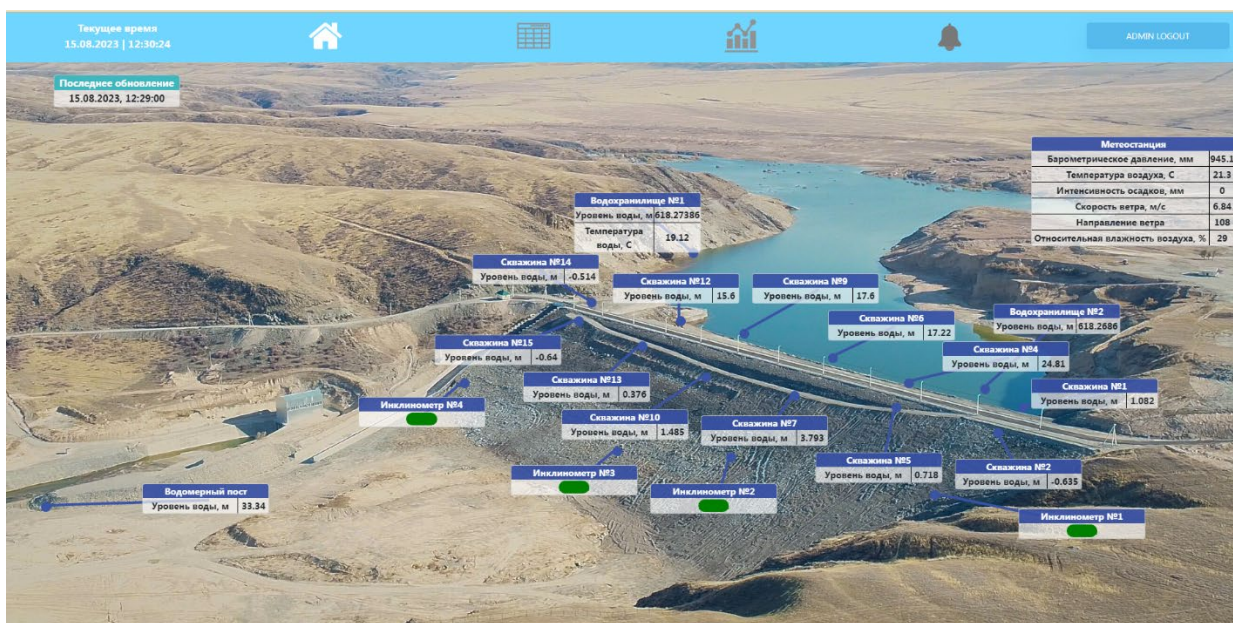 Текущее время
15.08.2023 | 12:30:24
ADMIN LOGOUT
Последнее обновление
15.08.2023, 12:29:00
Метеостанция
Барометрическое давление, мм 945.1
Температура воздуха, С 21.3
Интенсивность осадков, мм 0
Скорость ветра, м/с 6.84
Направление ветра 108
Относительная влажность воздуха, % 29
Водохранилище №1
Уровень воды, м 618.27386
Температура
воды, С 19.12
Скважина №14
Уровень воды, м -0.514
Скважина №12
Уровень воды, м 15.6
Скважина №9
Уровень воды, м 17.6
Скважина №6
Уровень воды, м 17.22
Водохранилище №2
Уровень воды, м 618.2686
Скважина №15
Уровень воды, м -0.64
Скважина №4
Уровень воды, м 24.81
Скважина №13
Уровень воды, м 0.376
Скважина №1
Уровень воды, м 1.082
Инклинометр №4
Скважина №10
Уровень воды, м 1.485
Скважина №7
Уровень воды, м 3.793
Скважина №5
Уровень воды, м 0.718
Скважина №2
Уровень воды, м -0.635
Инклинометр №3
Инклинометр №2
Водомерный пост
Уровень воды, м 33.34
Инклинометр №1